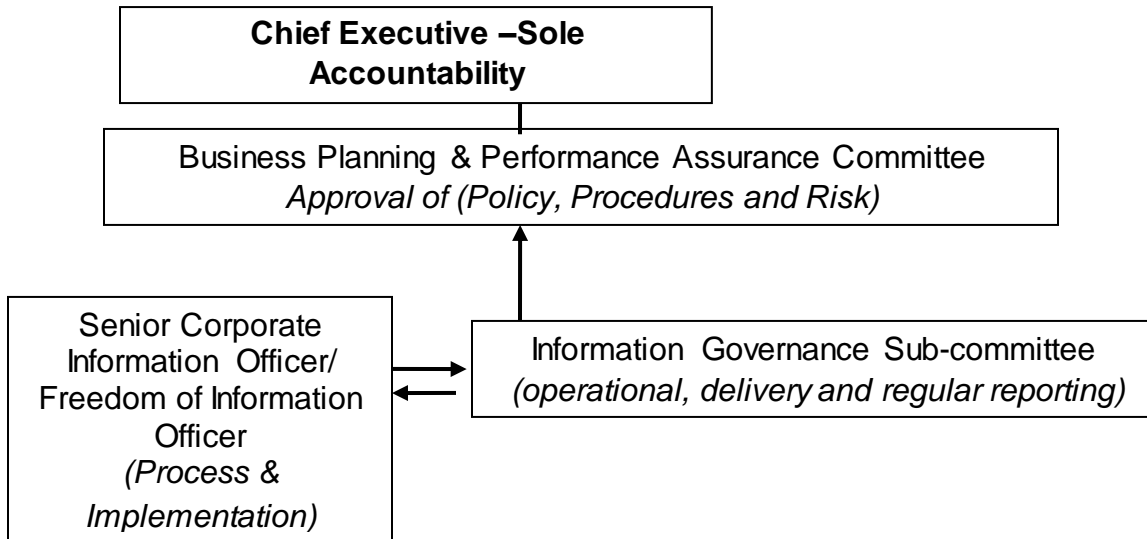 Chief Executive –Sole
Accountability
Business Planning & Performance Assurance Committee
Approval of (Policy, Procedures and Risk)
Senior Corporate
Information Officer/
Freedom of Information
Officer
(Process &
Implementation)
Information Governance Sub-committee
(operational, delivery and regular reporting)